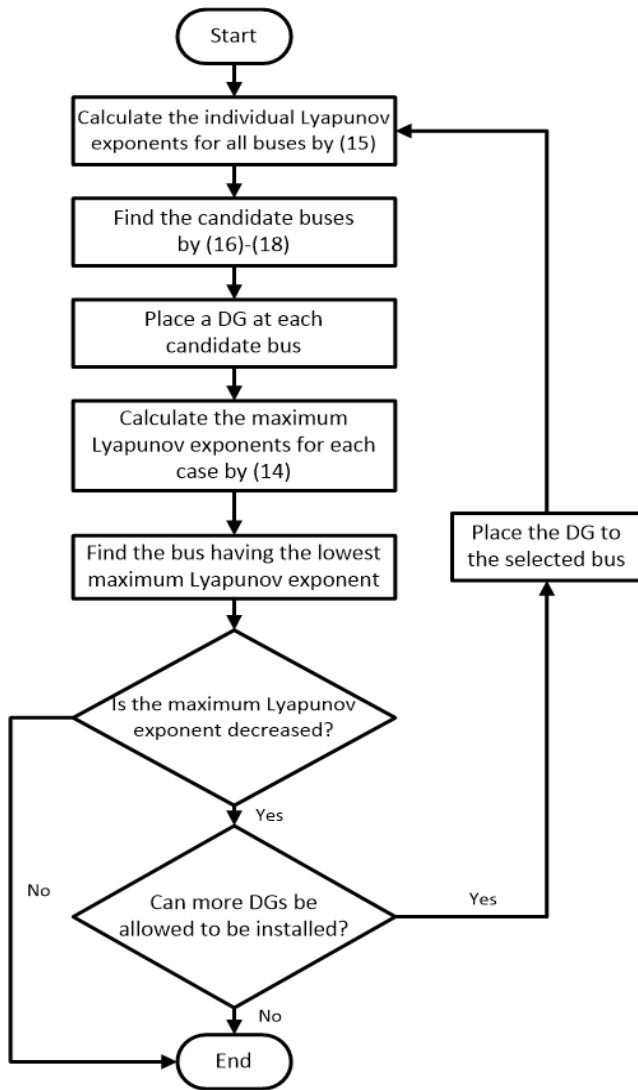 Start
Calculate the individual Lyapunov
exponents for all buses by (15)
Find the candidate buses
by (16)-(18)
Place a DG at each
candidate bus
Calculate the maximum
Lyapunov exponents for each
case by (14)
Find the bus having the lowest
maximum Lyapunov exponent
Place the DG to
the selected bus
Is the maximum Lyapunov
exponent decreased?
Yes
No
Can more DGs be
allowed to be installed?
Yes
No
End